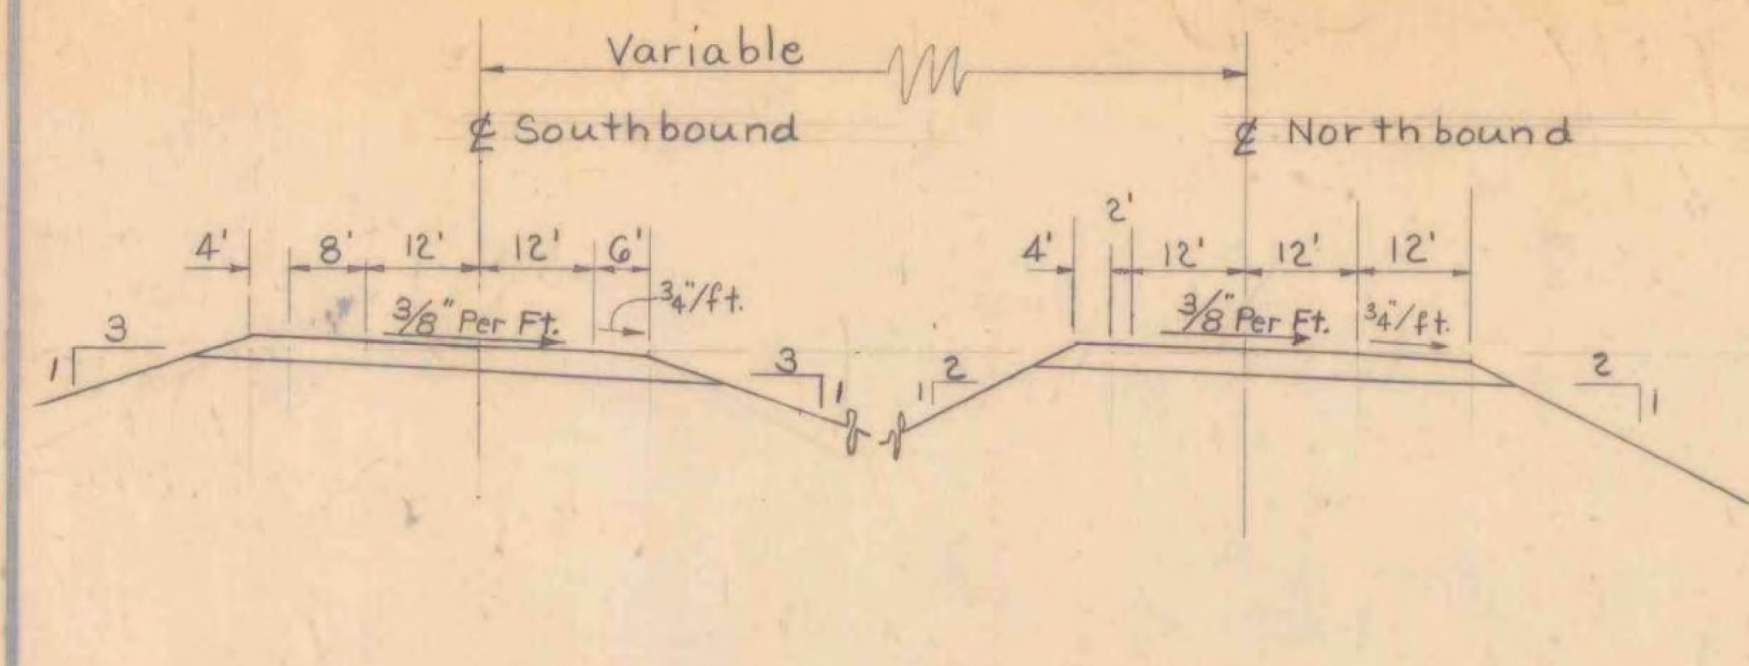 Variable
℄ Southbound
℄ Northbound
4' 8' 12' 12' 6'
2'
4' 12' 12' 12'
3/4"/ft.
3/8" Per Ft.
3/8" Per Ft.
3/4"/ft.
3
1
3
1
2
1
2
1